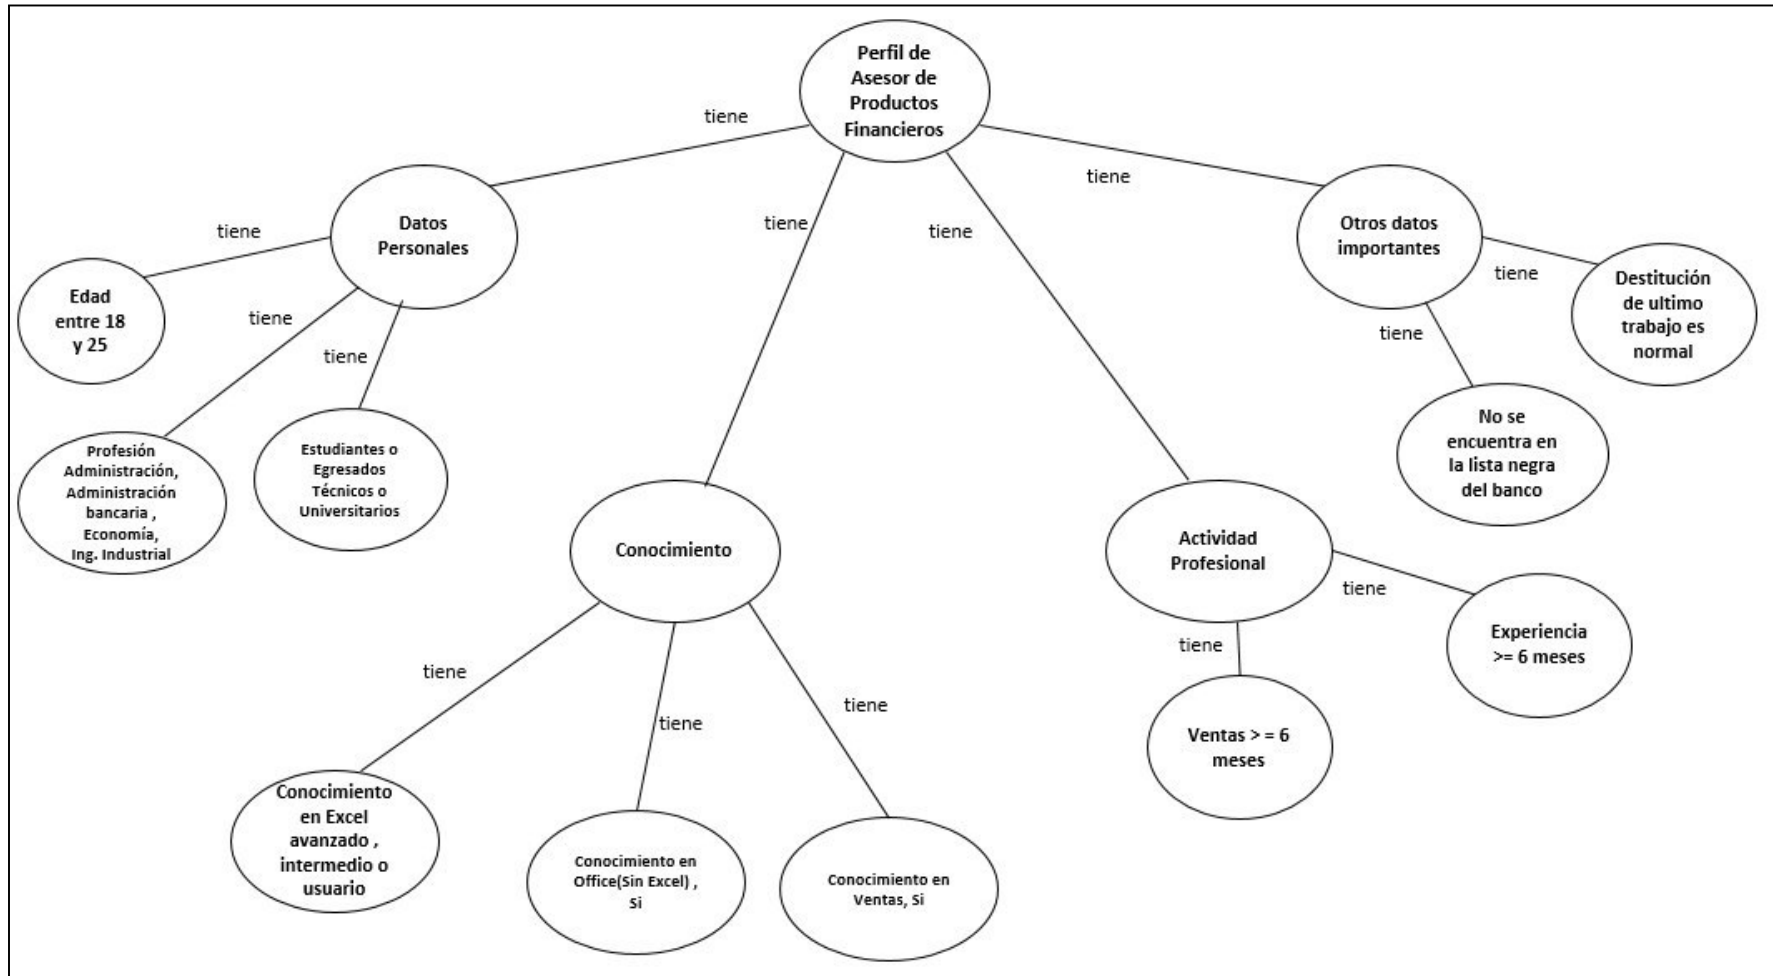 Perfil de
Asesor de
Productos
Financieros
tiene
tiene
tiene
tiene
Datos
Personales
Otros datos
importantes
tiene
tiene
tiene
tiene
tiene
Edad
entre 18
y 25
Destitución
de ultimo
trabajo es
normal
Profesión
Administración,
Administración
bancaria ,
Economía,
Ing. Industrial
Estudiantes o
Egresados
Técnicos o
Universitarios
No se
encuentra en
la lista negra
del banco
Conocimiento
Actividad
Profesional
tiene
tiene
tiene
tiene
tiene
Experiencia
>= 6 meses
Ventas > = 6
meses
Conocimiento
en Excel
avanzado ,
intermedio o
usuario
Conocimiento en
Office(Sin Excel) ,
Si
Conocimiento en
Ventas, Si